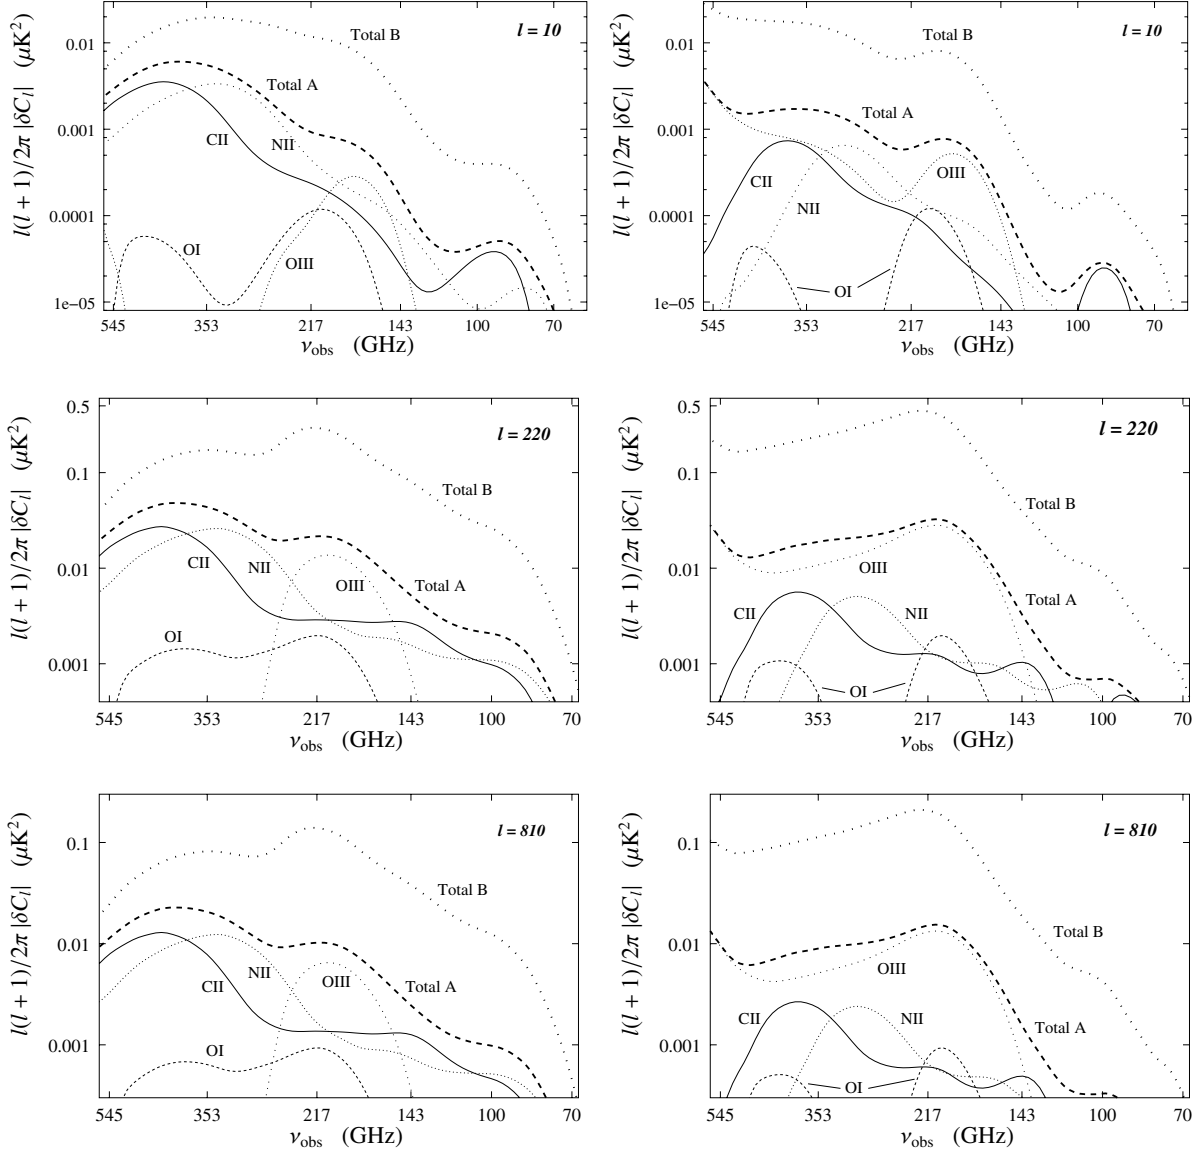 l = 10
Total B
Total A
CII
NII
OI
OIII
0.01
0.001
0.0001
1e−05
545 353 217 143 100 70
ν_obs (GHz)
l(l + 1)/2π |δC_l| (μK²)
l = 10
Total B
Total A
OIII
CII
NII
OI
0.01
0.001
0.0001
1e−05
545 353 217 143 100 70
ν_obs (GHz)
l(l + 1)/2π |δC_l| (μK²)
l = 220
Total B
CII
NII
OIII
Total A
OI
0.5
0.1
0.01
0.001
545 353 217 143 100 70
ν_obs (GHz)
l(l + 1)/2π |δC_l| (μK²)
l = 220
Total B
OIII
Total A
CII
NII
OI
0.5
0.1
0.01
0.001
545 353 217 143 100 70
ν_obs (GHz)
l(l + 1)/2π |δC_l| (μK²)
l = 810
Total B
NII
CII
OIII
Total A
OI
0.1
0.01
0.001
545 353 217 143 100 70
ν_obs (GHz)
l(l + 1)/2π |δC_l| (μK²)
l = 810
Total B
OIII
CII
NII
Total A
OI
0.1
0.01
0.001
545 353 217 143 100 70
ν_obs (GHz)
l(l + 1)/2π |δC_l| (μK²)